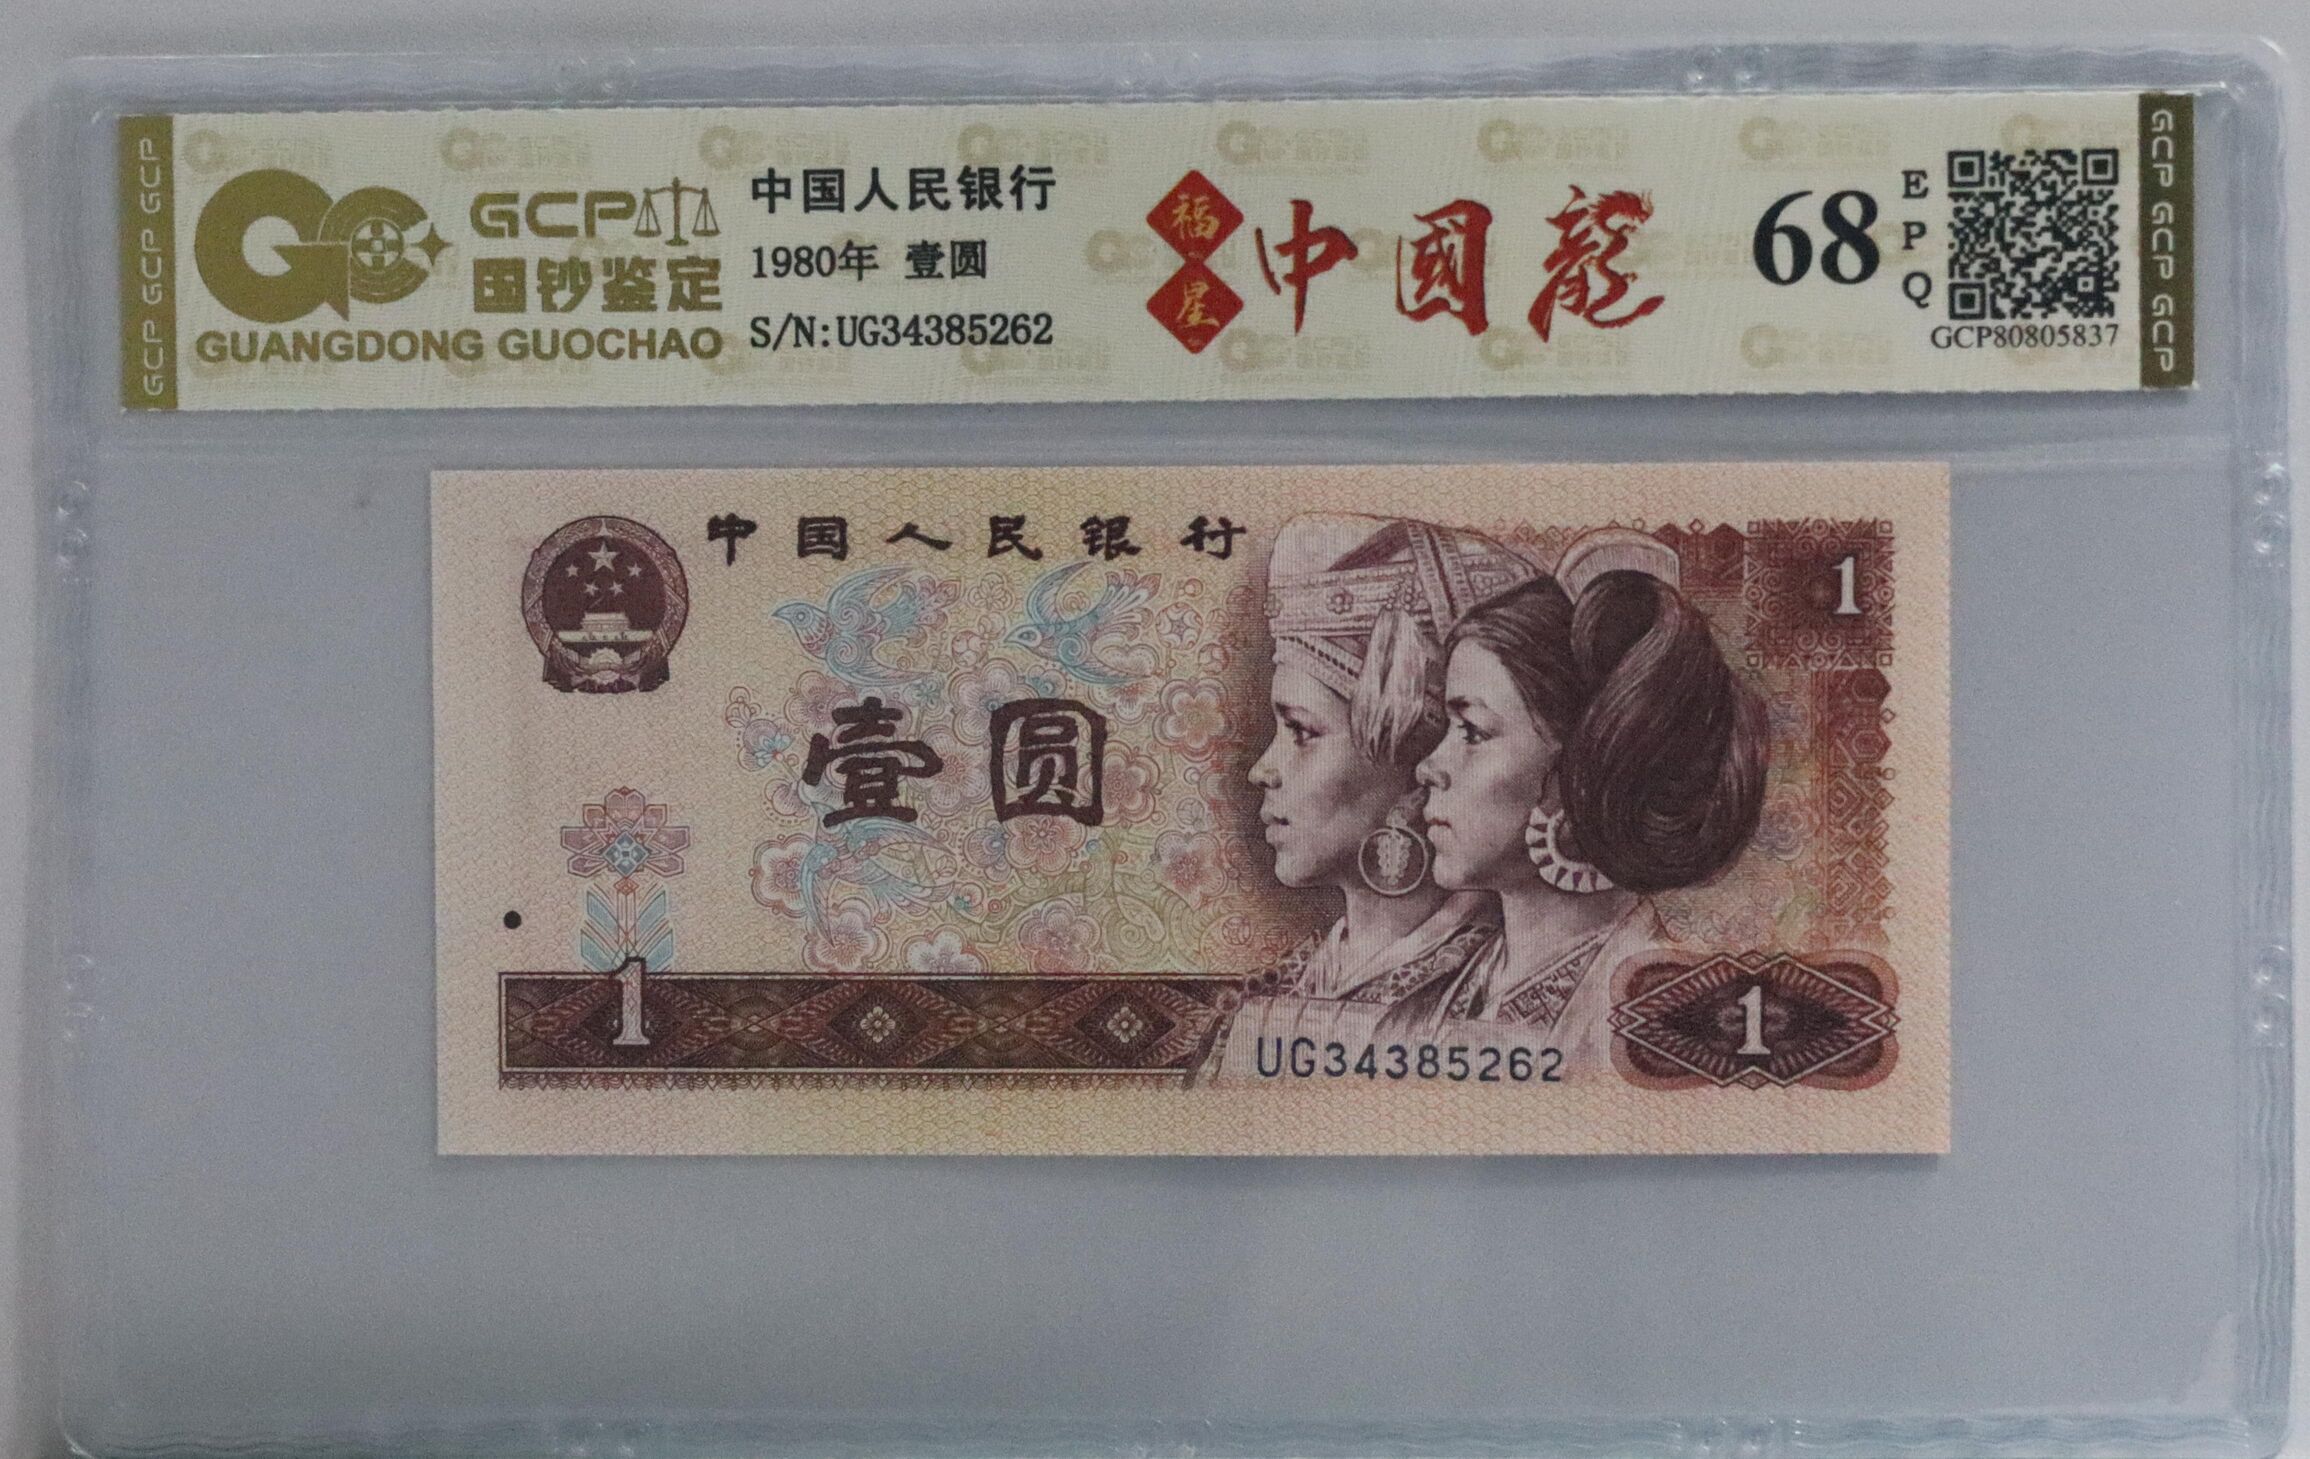 GCP GCP GCP
GCP
国钞鉴定
GUANGDONG GUOCHAO
中国人民银行
1980年 壹圆
S/N:UG34385262
福星
中國龍
68
EPQ
GCP80805837
GCP GCP GCP
中国人民银行
1
壹圆
1
1
UG34385262